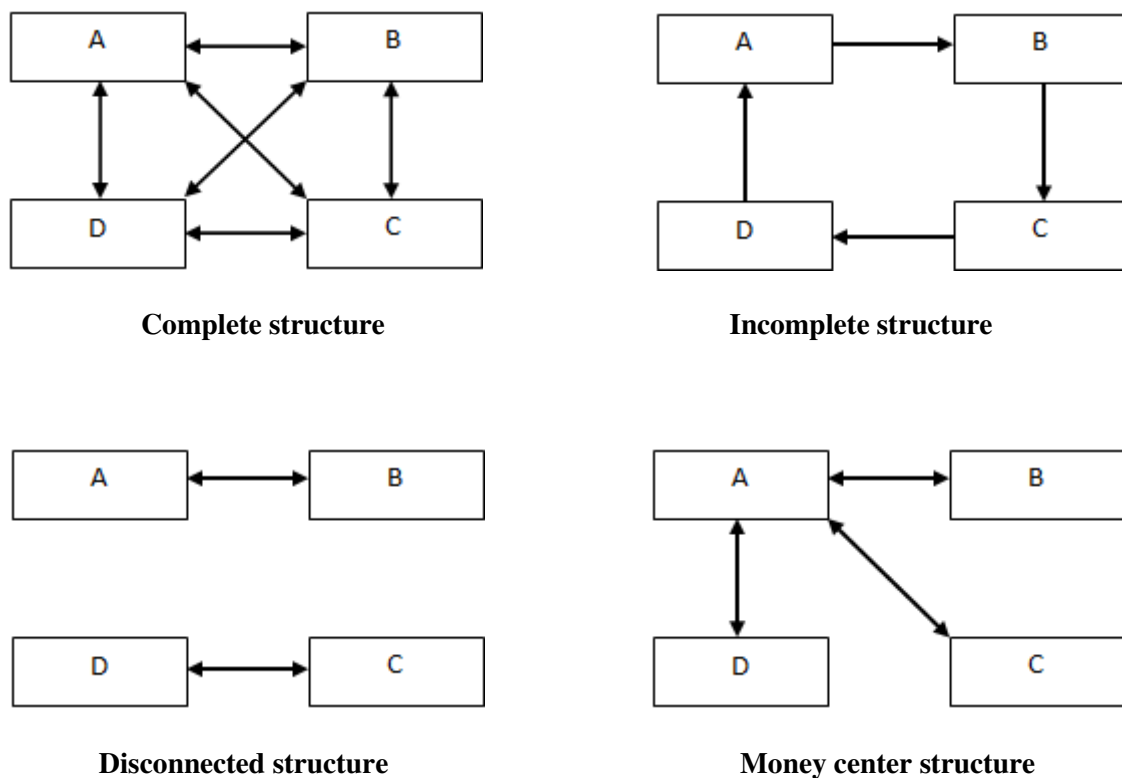 A B
D C
Complete structure
A B
D C
Incomplete structure
A B
D C
Disconnected structure
A B
D C
Money center structure